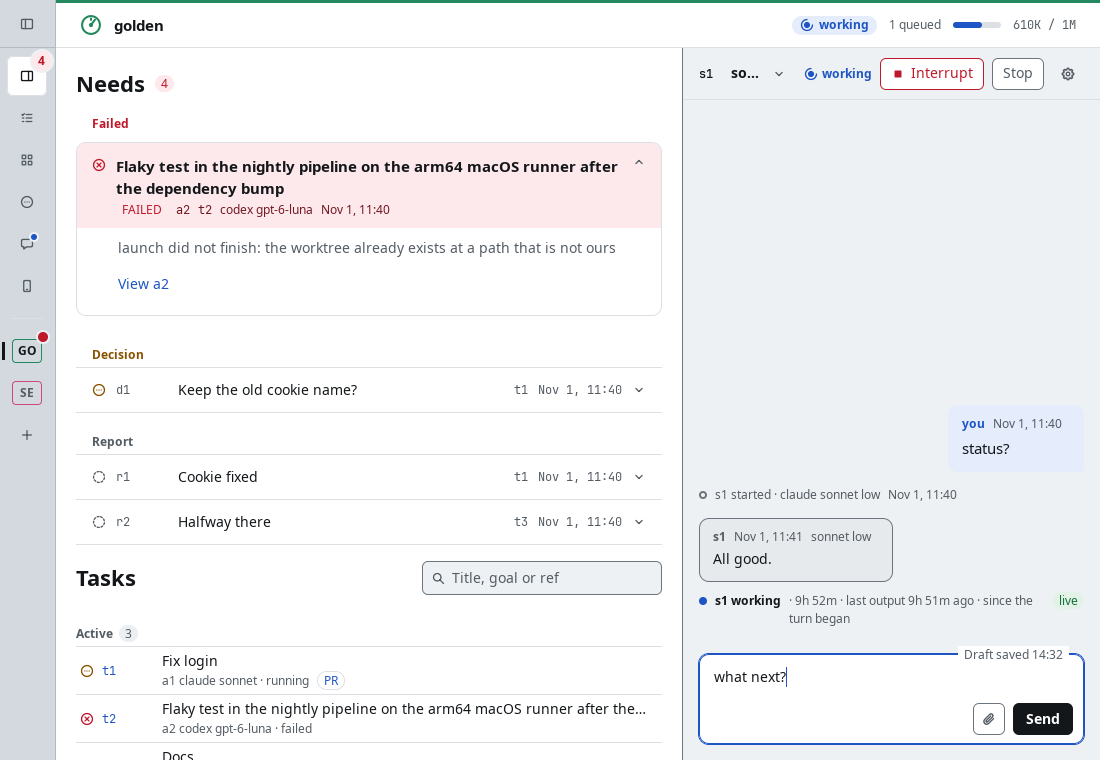 golden
working
1 queued
610K / 1M
4
GO
SE
Needs 4
Failed
Flaky test in the nightly pipeline on the arm64 macOS runner after
the dependency bump
FAILED a2 t2 codex gpt-6-luna Nov 1, 11:40
launch did not finish: the worktree already exists at a path that is not ours
View a2
Decision
d1 Keep the old cookie name? t1 Nov 1, 11:40
Report
r1 Cookie fixed t1 Nov 1, 11:40
r2 Halfway there t3 Nov 1, 11:40
Tasks
Title, goal or ref
Active 3
t1 Fix login
a1 claude sonnet · running PR
t2 Flaky test in the nightly pipeline on the arm64 macOS runner after the…
a2 codex gpt-6-luna · failed
Docs
s1 so… working Interrupt Stop
you Nov 1, 11:40
status?
s1 started · claude sonnet low Nov 1, 11:40
s1 Nov 1, 11:41 sonnet low
All good.
s1 working · 9h 52m · last output 9h 51m ago · since the
turn began
live
Draft saved 14:32
what next?
Send